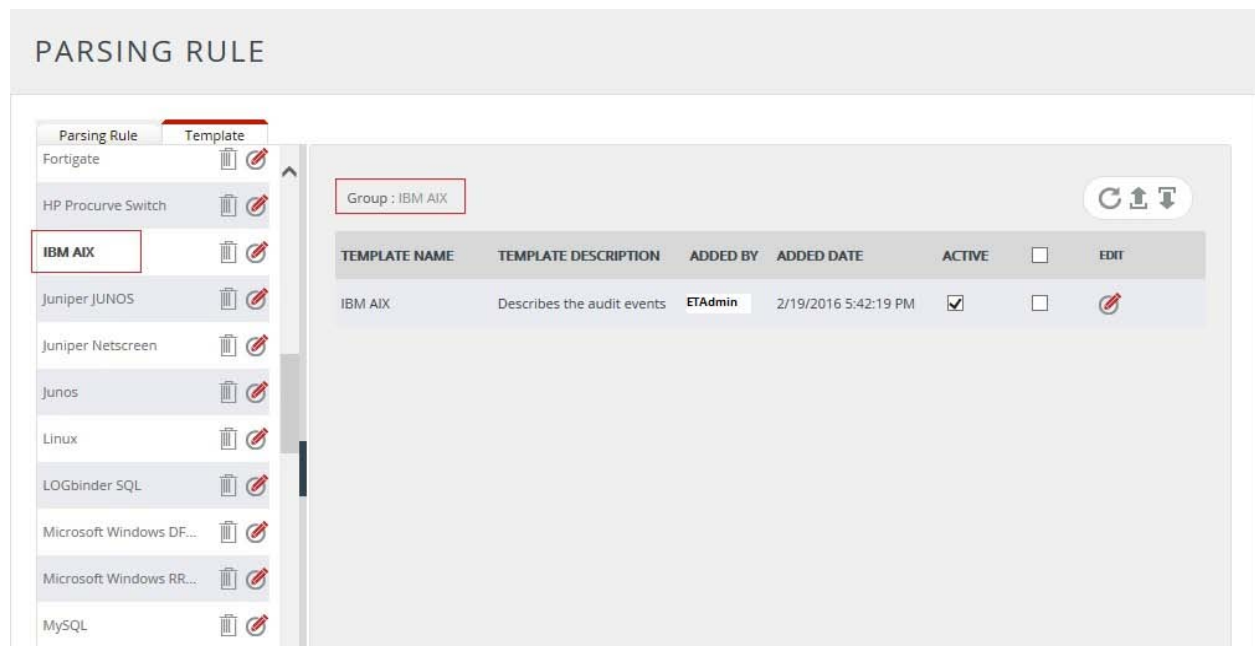 PARSING RULE
Parsing Rule
Template
Fortigate
HP Procurve Switch
IBM AIX
Juniper JUNOS
Juniper Netscreen
Junos
Linux
LOGbinder SQL
Microsoft Windows DF...
Microsoft Windows RR...
MySQL
Group : IBM AIX
TEMPLATE NAME TEMPLATE DESCRIPTION ADDED BY ADDED DATE ACTIVE EDIT
IBM AIX Describes the audit events ETAdmin 2/19/2016 5:42:19 PM